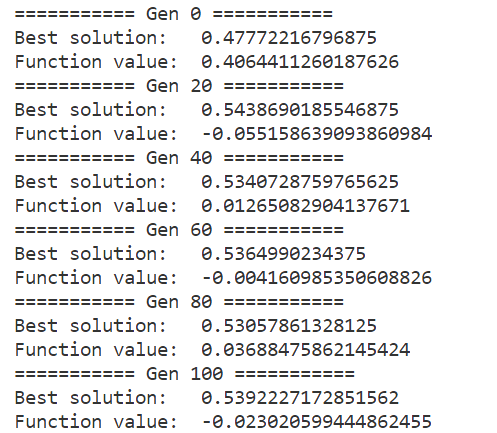 =========== Gen 0 ===========
Best solution:   0.47772216796875
Function value:  0.4064411260187626
=========== Gen 20 ===========
Best solution:   0.5438690185546875
Function value:  -0.055158639093860984
=========== Gen 40 ===========
Best solution:   0.5340728759765625
Function value:  0.01265082904137671
=========== Gen 60 ===========
Best solution:   0.5364990234375
Function value:  -0.004160985350608826
=========== Gen 80 ===========
Best solution:   0.53057861328125
Function value:  0.03688475862145424
=========== Gen 100 ===========
Best solution:   0.5392227172851562
Function value:  -0.023020599444862455